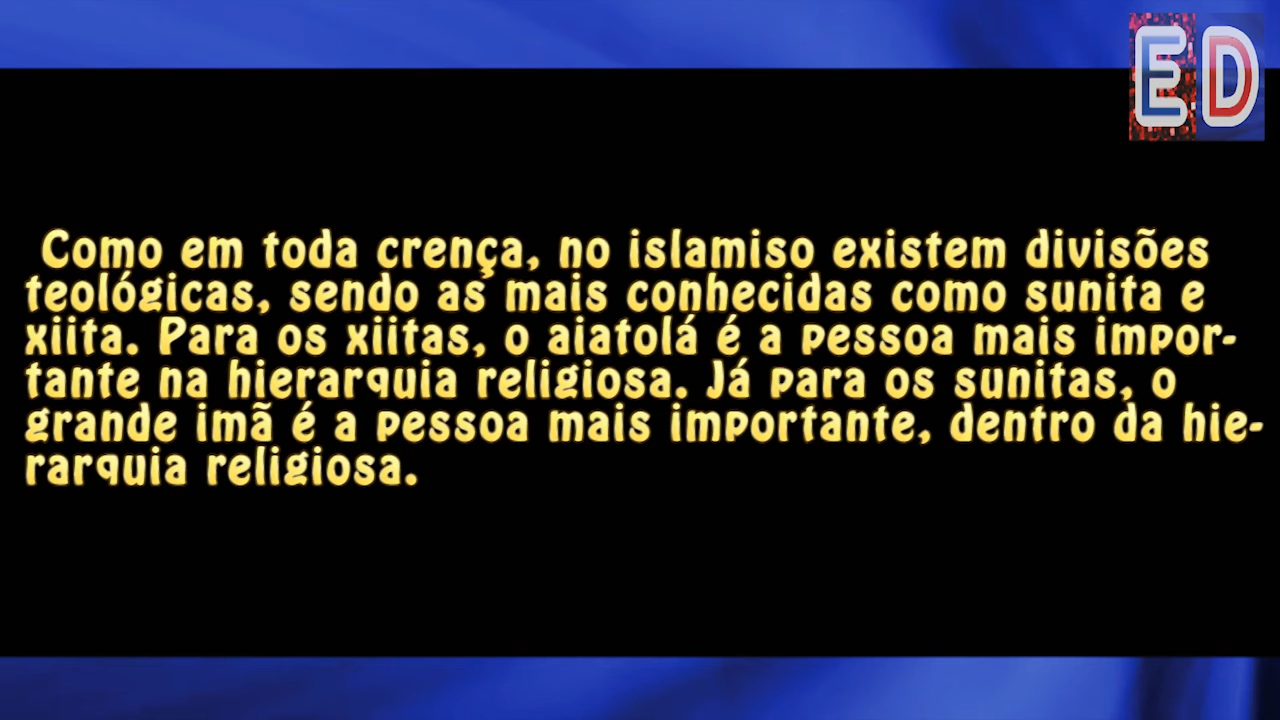 ED
Como em toda crença, no islamiso existem divisões
teológicas, sendo as mais conhecidas como sunita e
xiita. Para os xiitas, o aiatolá é a pessoa mais impor-
tante na hierarquia religiosa. Já para os sunitas, o
grande imã é a pessoa mais importante, dentro da hie-
rarquia religiosa.